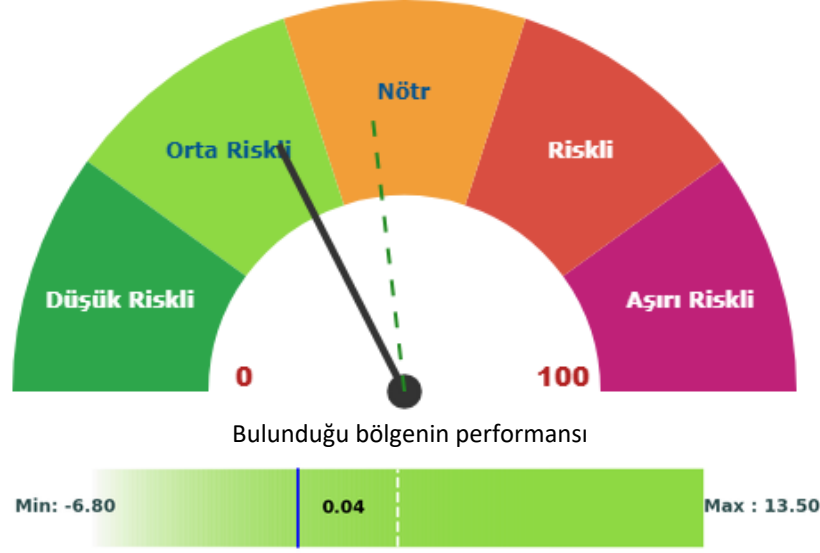 Nötr
Orta Riskli
Riskli
Düşük Riskli
Aşırı Riskli
0
100
Bulunduğu bölgenin performansı
Min: -6.80
0.04
Max : 13.50